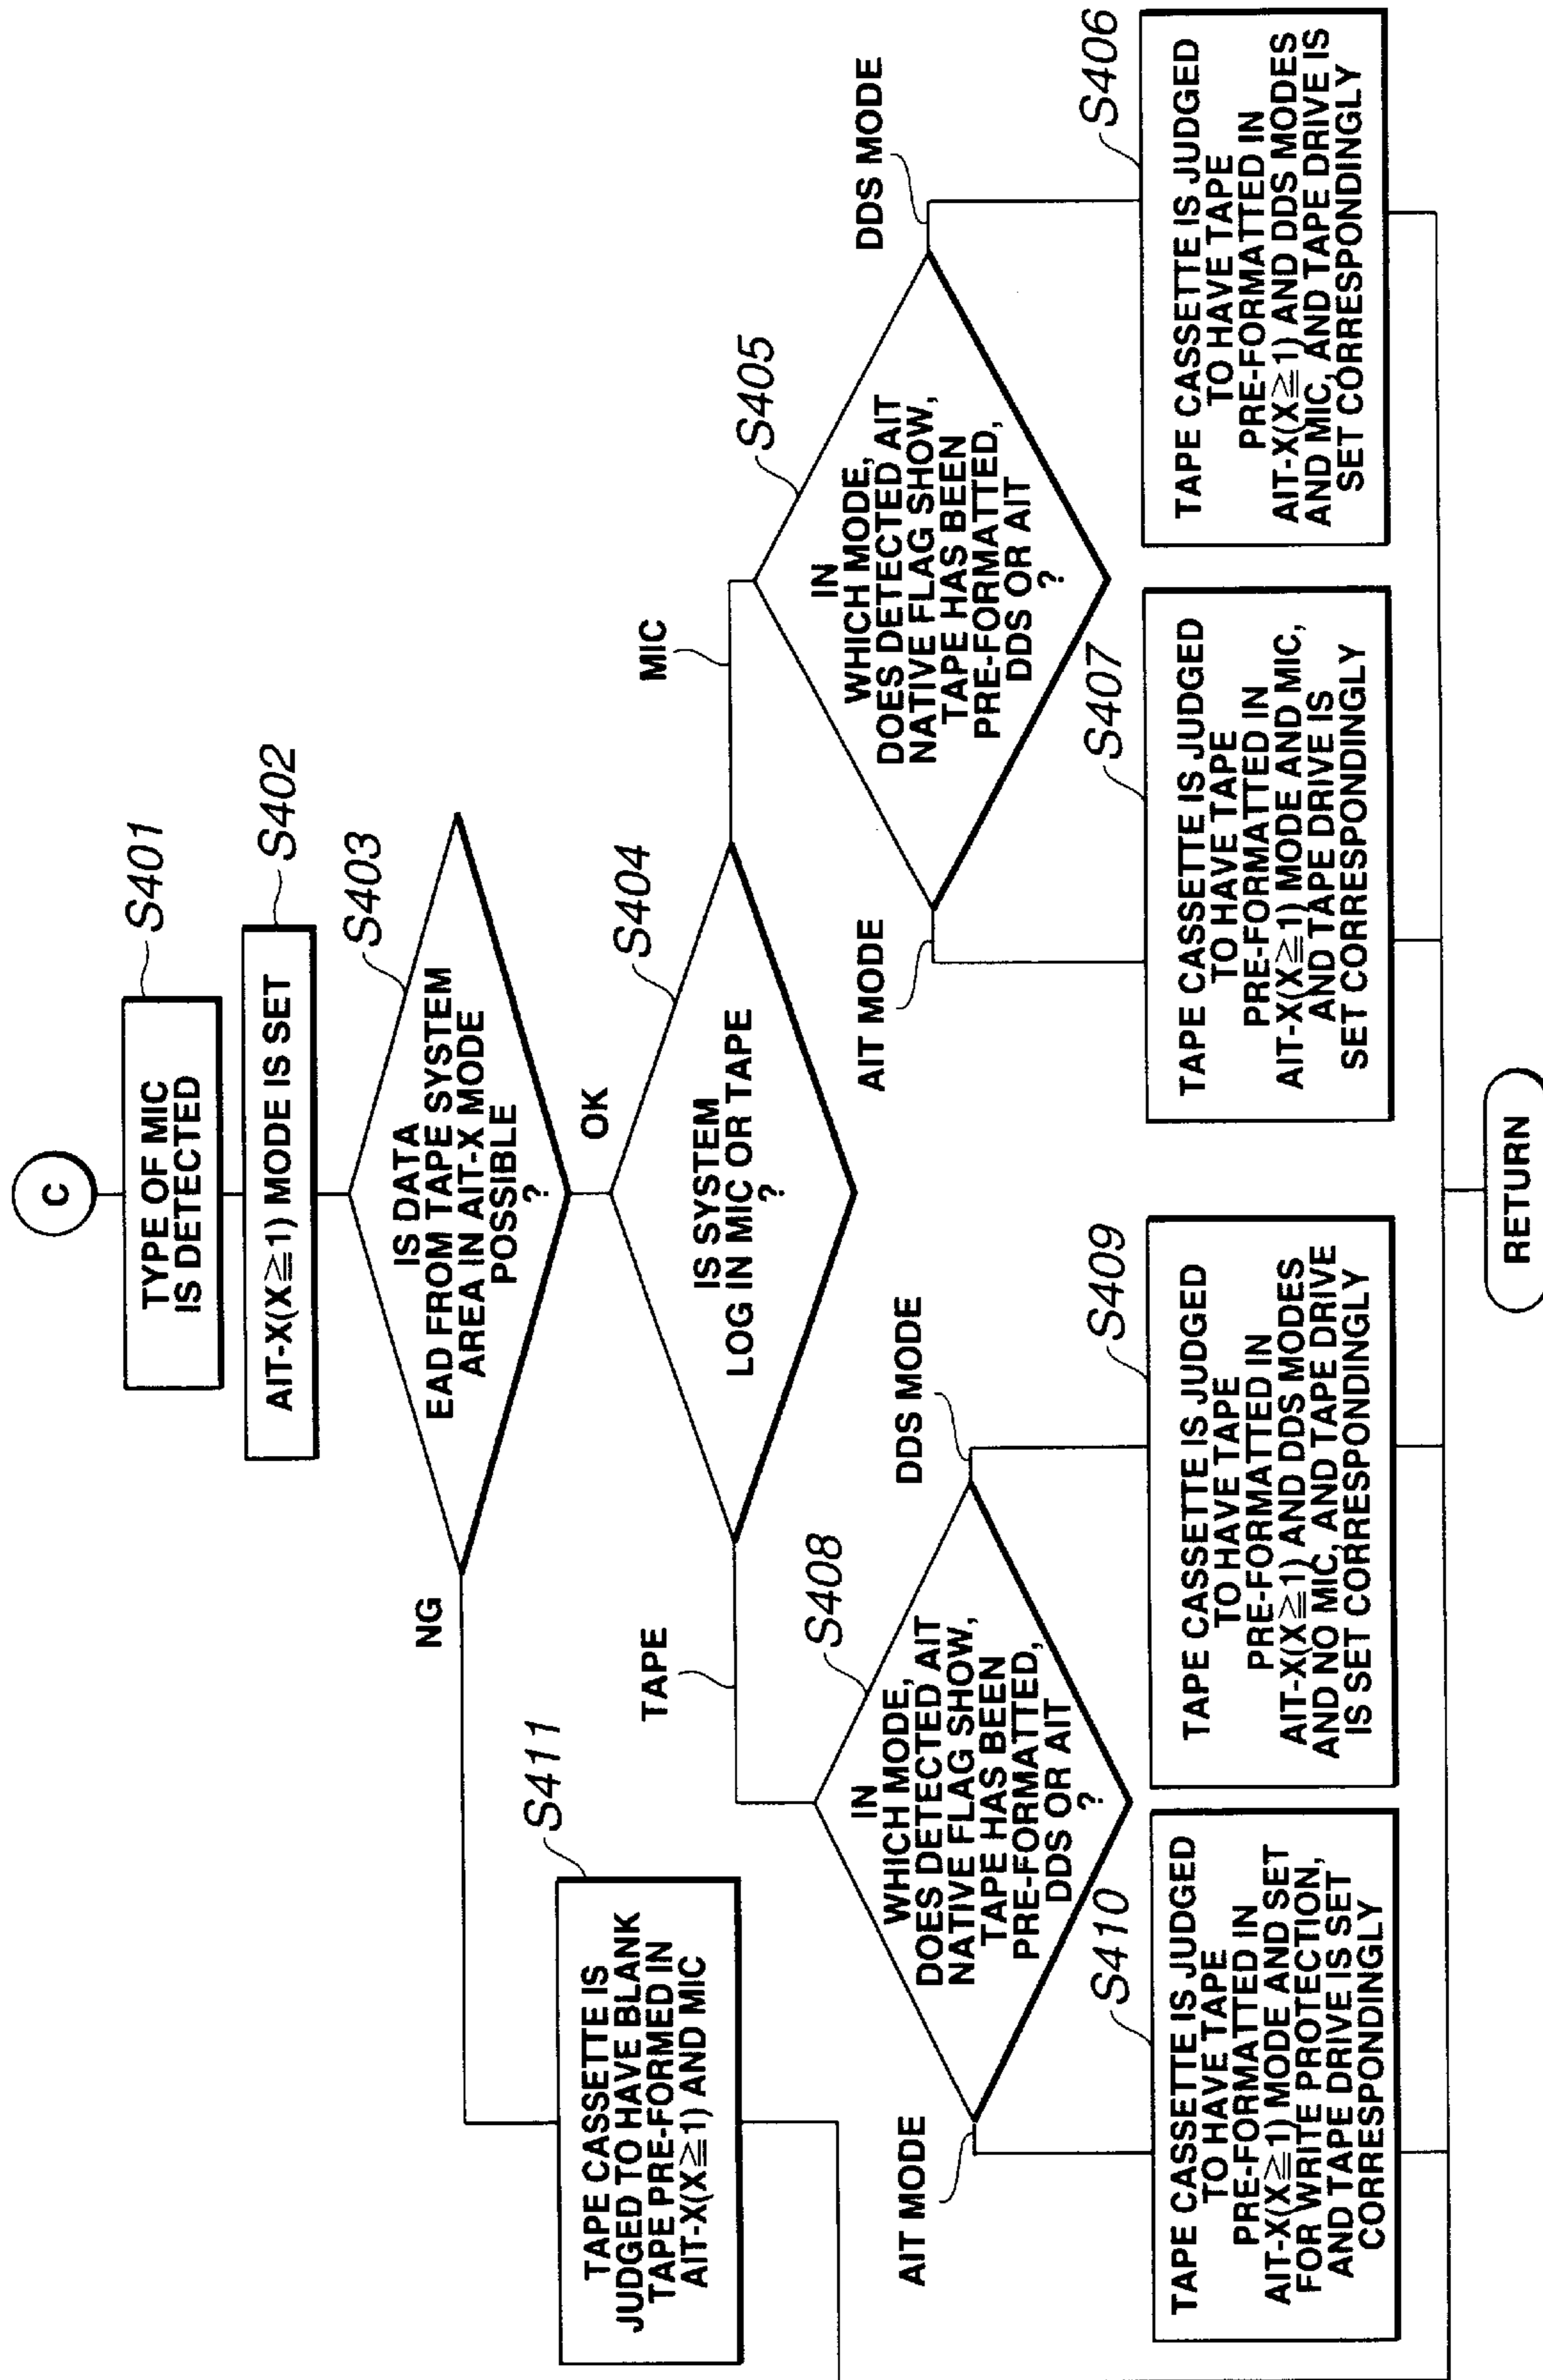 C
S401
TYPE OF MIC
IS DETECTED
S402
AIT-X(X≧1) MODE IS SET
S403
IS DATA
EAD FROM TAPE SYSTEM
AREA IN AIT-X MODE
POSSIBLE
?
NG
OK
S404
IS SYSTEM
LOG IN MIC OR TAPE
?
TAPE
MIC
S411
TAPE CASSETTE IS
JUDGED TO HAVE BLANK
TAPE PRE-FORMED IN
AIT-X(X≧1) AND MIC
S408
IN
WHICH MODE,
DOES DETECTED AIT
NATIVE FLAG SHOW,
TAPE HAS BEEN
PRE-FORMATTED,
DDS OR AIT
?
AIT MODE
DDS MODE
S405
IN
WHICH MODE,
DOES DETECTED AIT
NATIVE FLAG SHOW,
TAPE HAS BEEN
PRE-FORMATTED,
DDS OR AIT
?
AIT MODE
DDS MODE
S410
TAPE CASSETTE IS JUDGED
TO HAVE TAPE
PRE-FORMATTED IN
AIT-X(X≧1) MODE AND SET
FOR WRITE PROTECTION,
AND TAPE DRIVE IS SET
CORRESPONDINGLY
S409
TAPE CASSETTE IS JUDGED
TO HAVE TAPE
PRE-FORMATTED IN
AIT-X(X≧1) AND DDS MODES
AND NO MIC, AND TAPE DRIVE
IS SET CORRESPONDINGLY
S407
TAPE CASSETTE IS JUDGED
TO HAVE TAPE
PRE-FORMATTED IN
AIT-X(X≧1) MODE AND MIC,
AND TAPE DRIVE IS
SET CORRESPONDINGLY
S406
TAPE CASSETTE IS JUDGED
TO HAVE TAPE
PRE-FORMATTED IN
AIT-X(X≧1) AND DDS MODES
AND MIC, AND TAPE DRIVE IS
SET CORRESPONDINGLY
RETURN